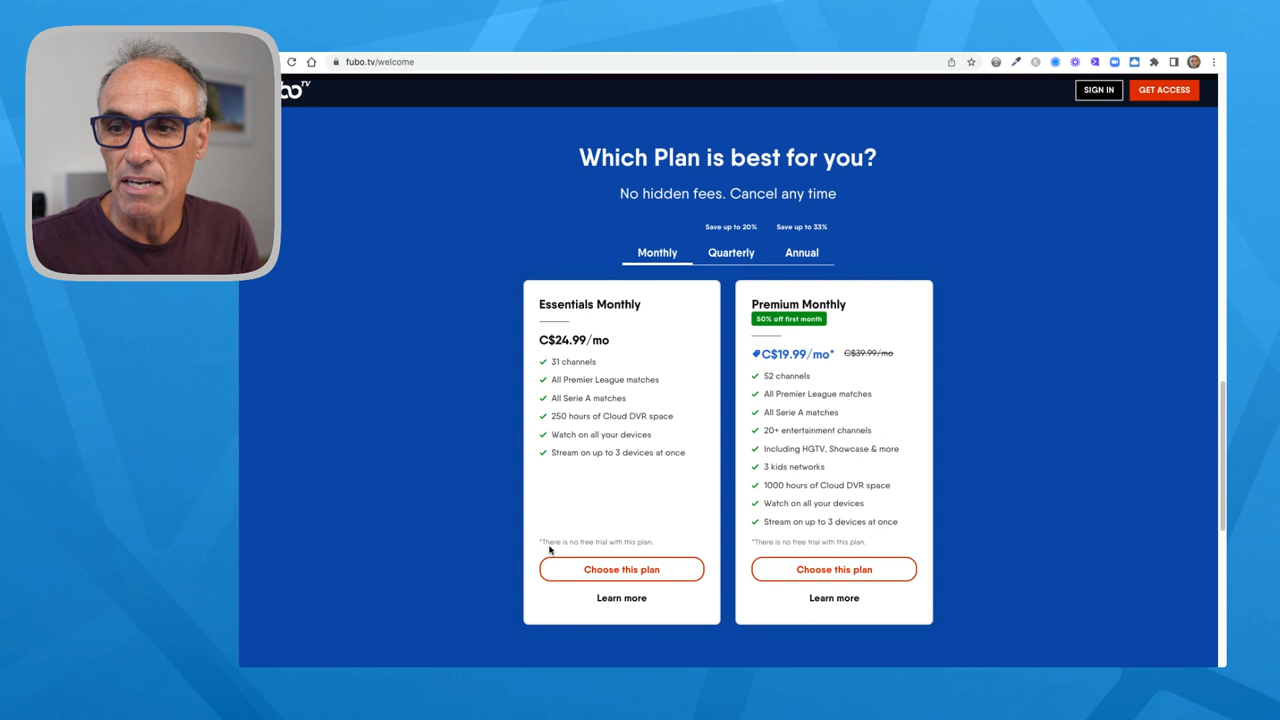 fubo.tv/welcome
SIGN IN
GET ACCESS
Which Plan is best for you?
No hidden fees. Cancel any time
Save up to 20%
Save up to 33%
Monthly
Quarterly
Annual
Essentials Monthly
C$24.99/mo
31 channels
All Premier League matches
All Serie A matches
250 hours of Cloud DVR space
Watch on all your devices
Stream on up to 3 devices at once
*There is no free trial with this plan.
Choose this plan
Learn more
Premium Monthly
50% off first month
C$19.99/mo* C$39.99/mo
52 channels
All Premier League matches
All Serie A matches
20+ entertainment channels
Including HGTV, Showcase & more
3 kids networks
1000 hours of Cloud DVR space
Watch on all your devices
Stream on up to 3 devices at once
*There is no free trial with this plan.
Choose this plan
Learn more